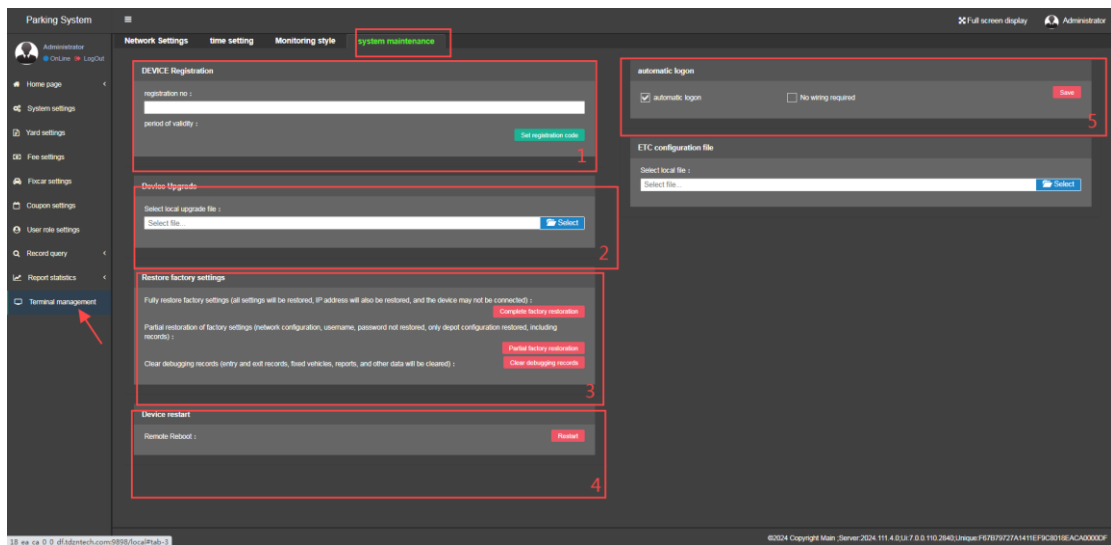 Parking System
Full screen display
Administrator
Administrator
OnLine LogOut
Home page
System settings
Yard settings
Fee settings
Fixcar settings
Coupon settings
User role settings
Record query
Report statistics
Terminal management
Network Settings time setting Monitoring style system maintenance
DEVICE Registration
registration no :
period of validity :
Set registration code
1
Device Upgrade
Select local upgrade file :
Select file... Select
2
Restore factory settings
Fully restore factory settings (all settings will be restored, IP address will also be restored, and the device may not be connected) :
Complete factory restoration
Partial restoration of factory settings (network configuration, username, password not restored, only depot configuration restored, including
records) :
Partial factory restoration
Clear debugging records (entry and exit records, fixed vehicles, reports, and other data will be cleared) :
Clear debugging records
3
Device restart
Remote Reboot :
Restart
4
automatic logon
automatic logon No wiring required
Save
5
ETC configuration file
Select local file :
Select file... Select
©2024 Copyright Main ;Server:2024.111.4.0;UI:7.0.0.110.2640;Unique:F67B79727A1411EF9C8018EACA0000DF
18_ea_ca_0_0_df.tdzntech.com:9898/local#tab-3